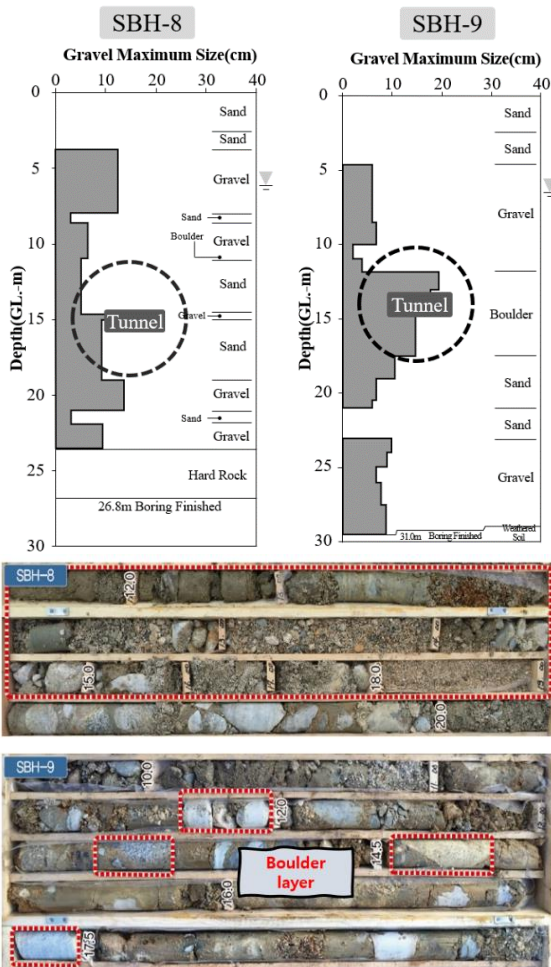 SBH-8
Gravel Maximum Size(cm)
0 10 20 30 40
0
5
10
15
20
25
30
Depth(GL.-m)
Sand
Sand
Gravel
Sand
Gravel
Boulder
Sand
Gravel
Sand
Gravel
Sand
Gravel
Hard Rock
Tunnel
26.8m Boring Finished
SBH-9
Gravel Maximum Size(cm)
0 10 20 30 40
0
5
10
15
20
25
30
Depth(GL.-m)
Sand
Sand
Gravel
Boulder
Sand
Sand
Gravel
Tunnel
31.0m Boring Finished
Weathered
Soil
SBH-8
12.0
15.0
18.0
20.0
SBH-9
10.0
12.0
14.5
16.0
17.5
Boulder
layer